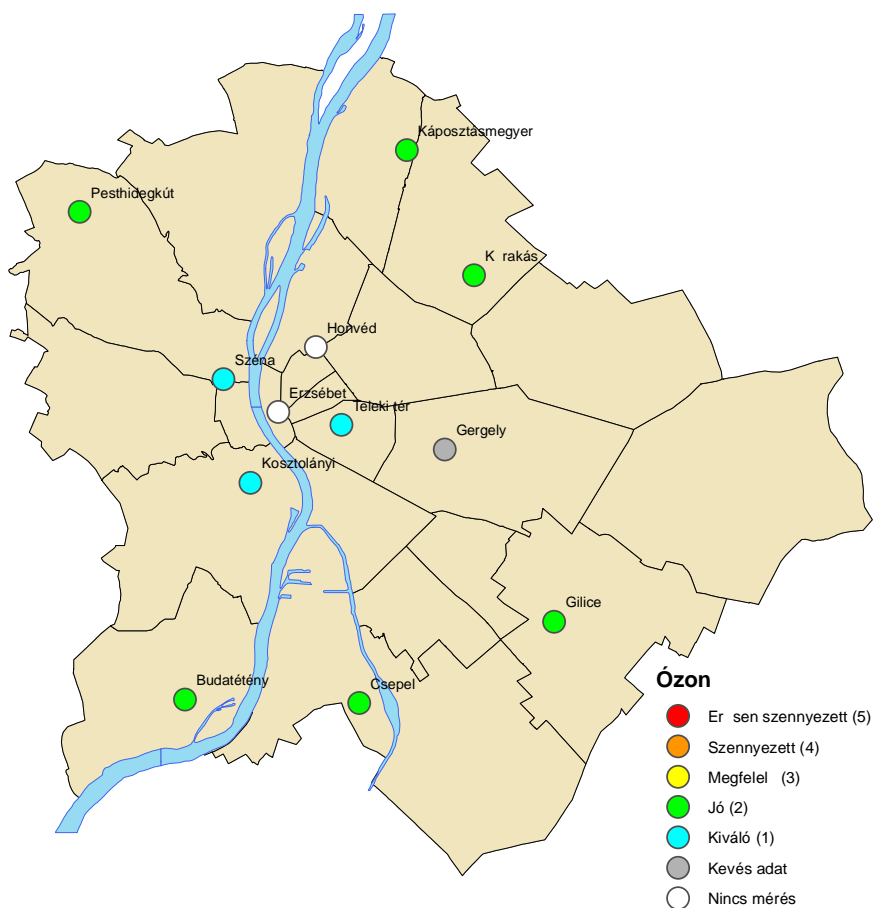 Káposztásmegyer
Pesthidegkút
K rakás
Honvéd
Széna
Erzsébet
Teleki tér
Gergely
Kosztolányi
Gilice
Budatétény
Csepel
Ózon
Er sen szennyezett (5)
Szennyezett (4)
Megfelel (3)
Jó (2)
Kiváló (1)
Kevés adat
Nincs mérés